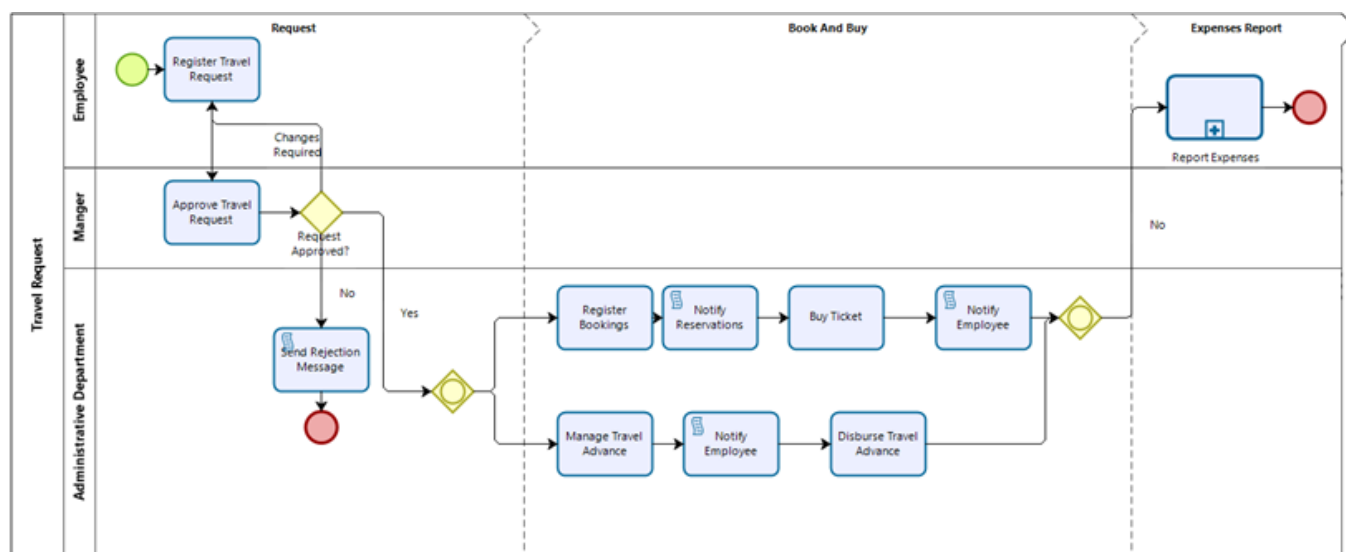 Request
Book And Buy
Expenses Report
Travel Request
Employee
Register Travel
Request
Changes
Required
Report Expenses
Manger
Approve Travel
Request
Request
Approved?
No
Administrative Department
No
Yes
Send Rejection
Message
Register
Bookings
Notify
Reservations
Buy Ticket
Notify
Employee
Manage Travel
Advance
Notify
Employee
Disburse Travel
Advance